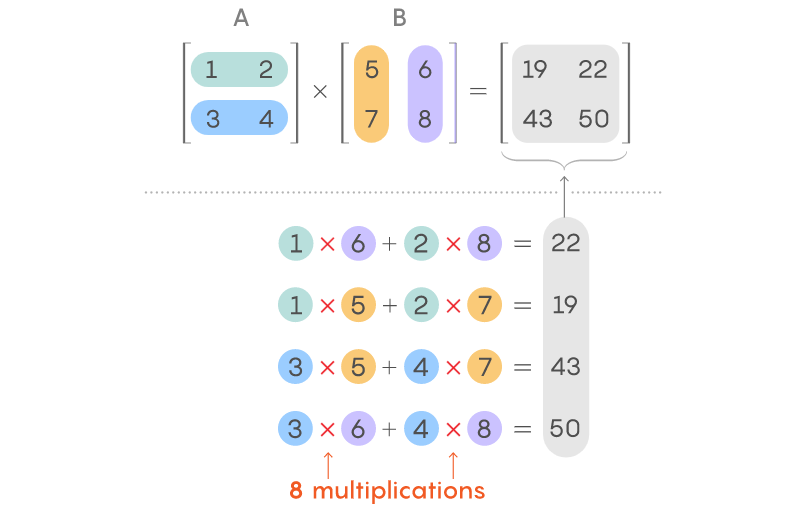 A B
1 2 × 5 6 = 19 22
3 4 7 8 43 50
1 × 6 + 2 × 8 = 22
1 × 5 + 2 × 7 = 19
3 × 5 + 4 × 7 = 43
3 × 6 + 4 × 8 = 50
8 multiplications